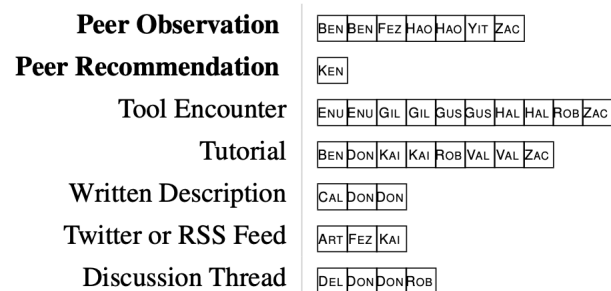 Peer Observation BEN BEN FEZ HAO HAO YIT ZAC
Peer Recommendation KEN
Tool Encounter ENU ENU GIL GIL GUS GUS HAL HAL ROB ZAC
Tutorial BEN DON KAI KAI ROB VAL VAL ZAC
Written Description CAL DON DON
Twitter or RSS Feed ART FEZ KAI
Discussion Thread DEL DON DON ROB